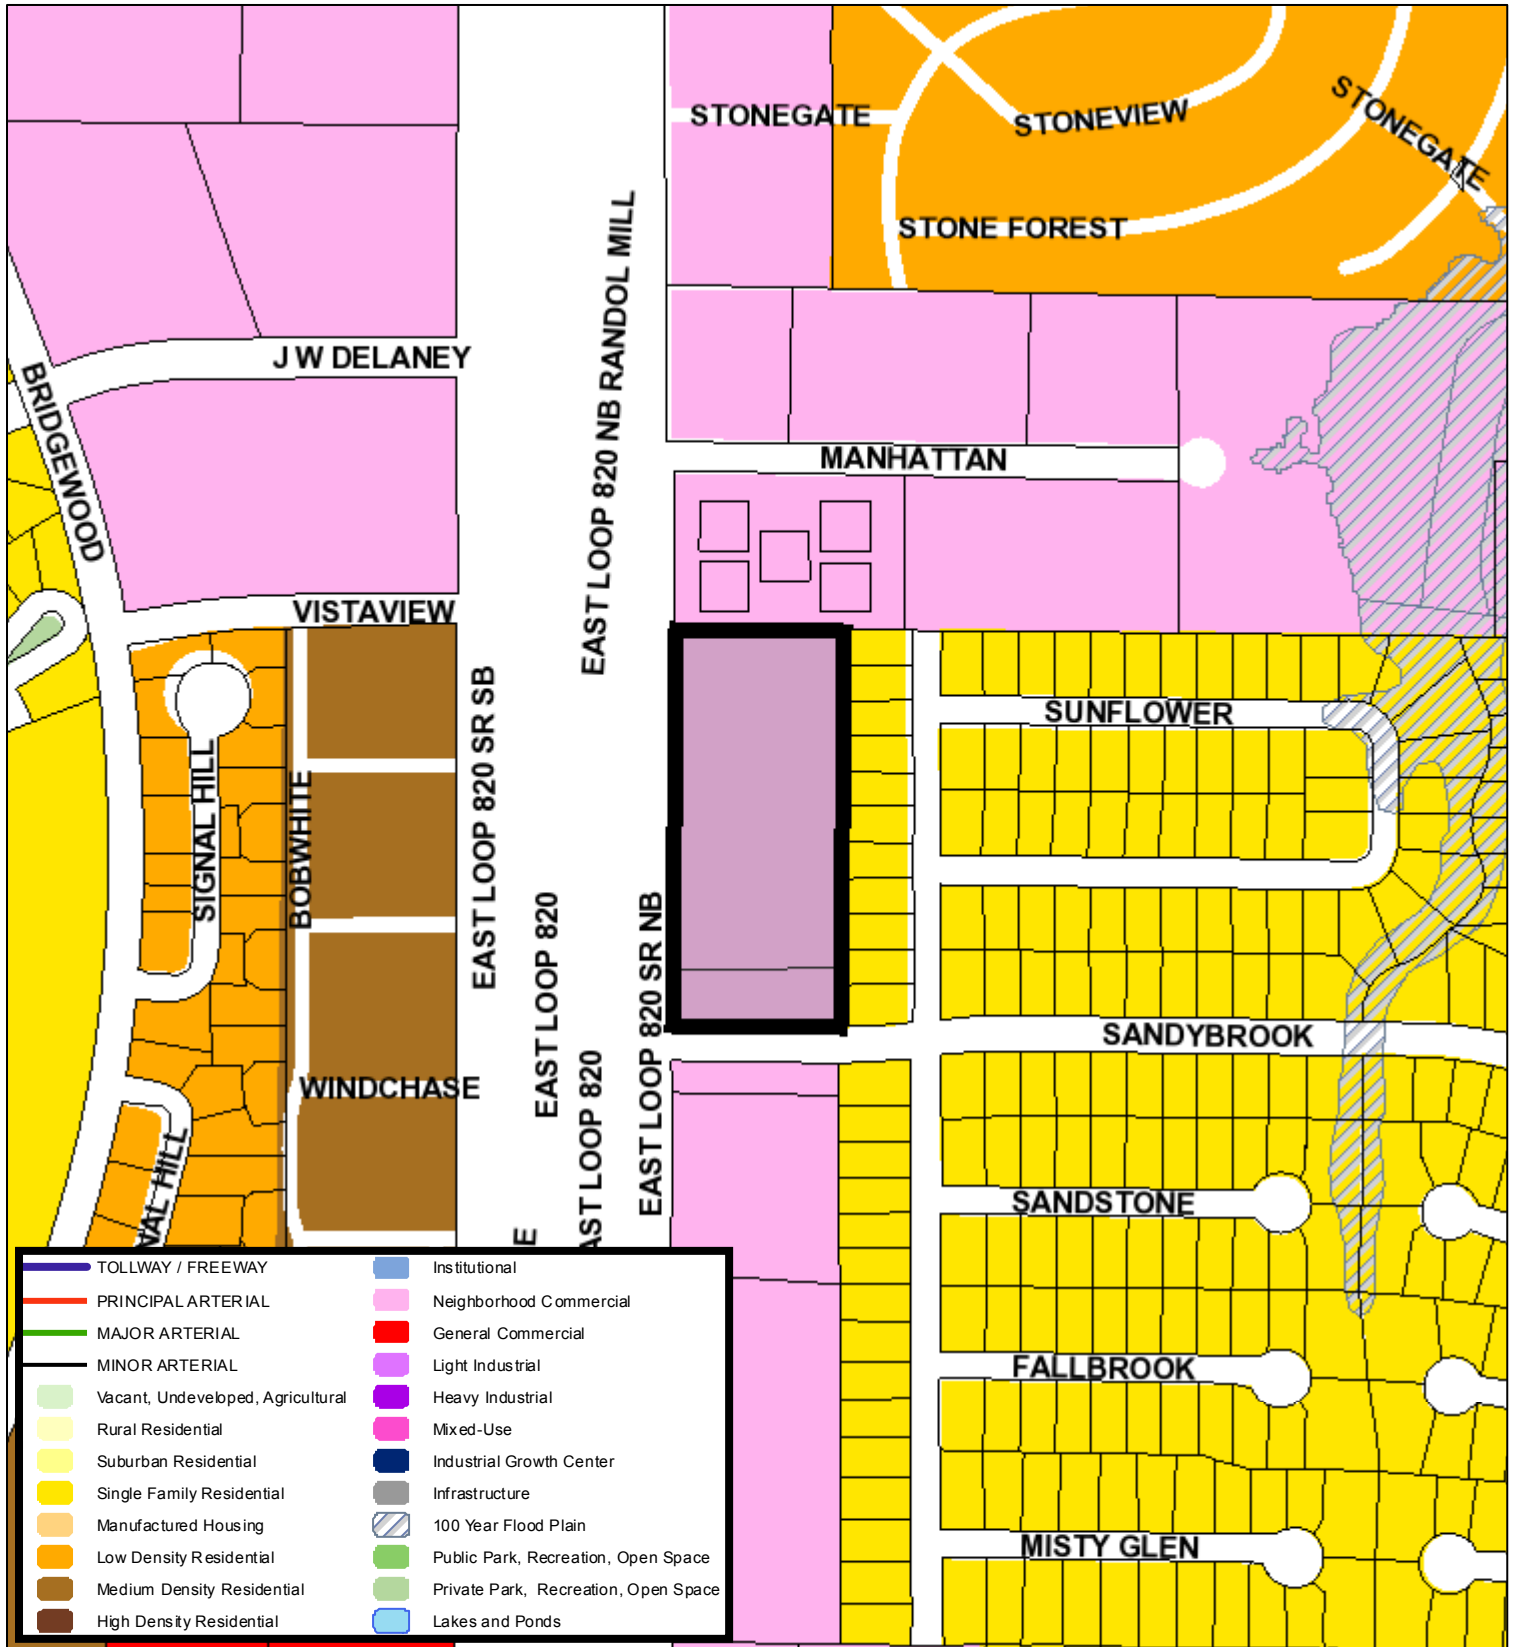 STONEGATE
STONEVIEW
STONEGATE
STONE FOREST
EAST LOOP 820 NB RANDOL MILL
J W DELANEY
BRIDGEWOOD
MANHATTAN
VISTAVIEW
EAST LOOP 820 SR SB
SUNFLOWER
SIGNAL HILL
BOBWHITE
EAST LOOP 820
EAST LOOP 820 SR NB
SANDYBROOK
WINDCHASE
EAST LOOP 820
NAL HILL
SANDSTONE
E
FALLBROOK
MISTY GLEN
TOLLWAY / FREEWAY
PRINCIPAL ARTERIAL
MAJOR ARTERIAL
MINOR ARTERIAL
Vacant, Undeveloped, Agricultural
Rural Residential
Suburban Residential
Single Family Residential
Manufactured Housing
Low Density Residential
Medium Density Residential
High Density Residential
Institutional
Neighborhood Commercial
General Commercial
Light Industrial
Heavy Industrial
Mixed-Use
Industrial Growth Center
Infrastructure
100 Year Flood Plain
Public Park, Recreation, Open Space
Private Park, Recreation, Open Space
Lakes and Ponds